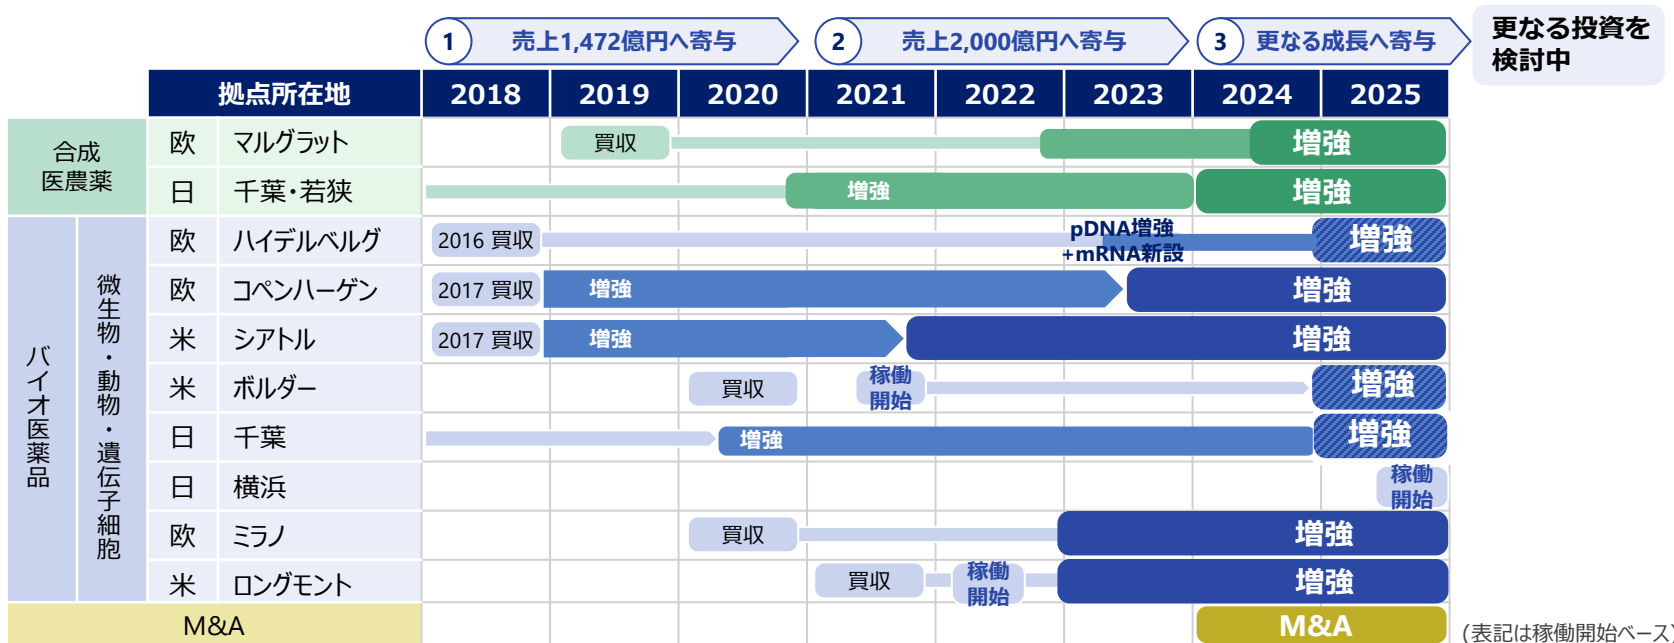 1 売上1,472億円へ寄与
2 売上2,000億円へ寄与
3 更なる成長へ寄与
更なる投資を
検討中
拠点所在地 2018 2019 2020 2021 2022 2023 2024 2025
合成
医農薬
欧 マルグラット 買収 増強
日 千葉・若狭 増強 増強
バイオ医薬品
微生物・動物・遺伝子細胞
欧 ハイデルベルグ 2016 買収 pDNA増強
+mRNA新設 増強
欧 コペンハーゲン 2017 買収 増強 増強
米 シアトル 2017 買収 増強 増強
米 ボルダー 買収 稼働
開始 増強
日 千葉 増強 増強
日 横浜 稼働
開始
欧 ミラノ 買収 増強
米 ロングモント 買収 稼働
開始 増強
M&A M&A
(表記は稼働開始ベース)